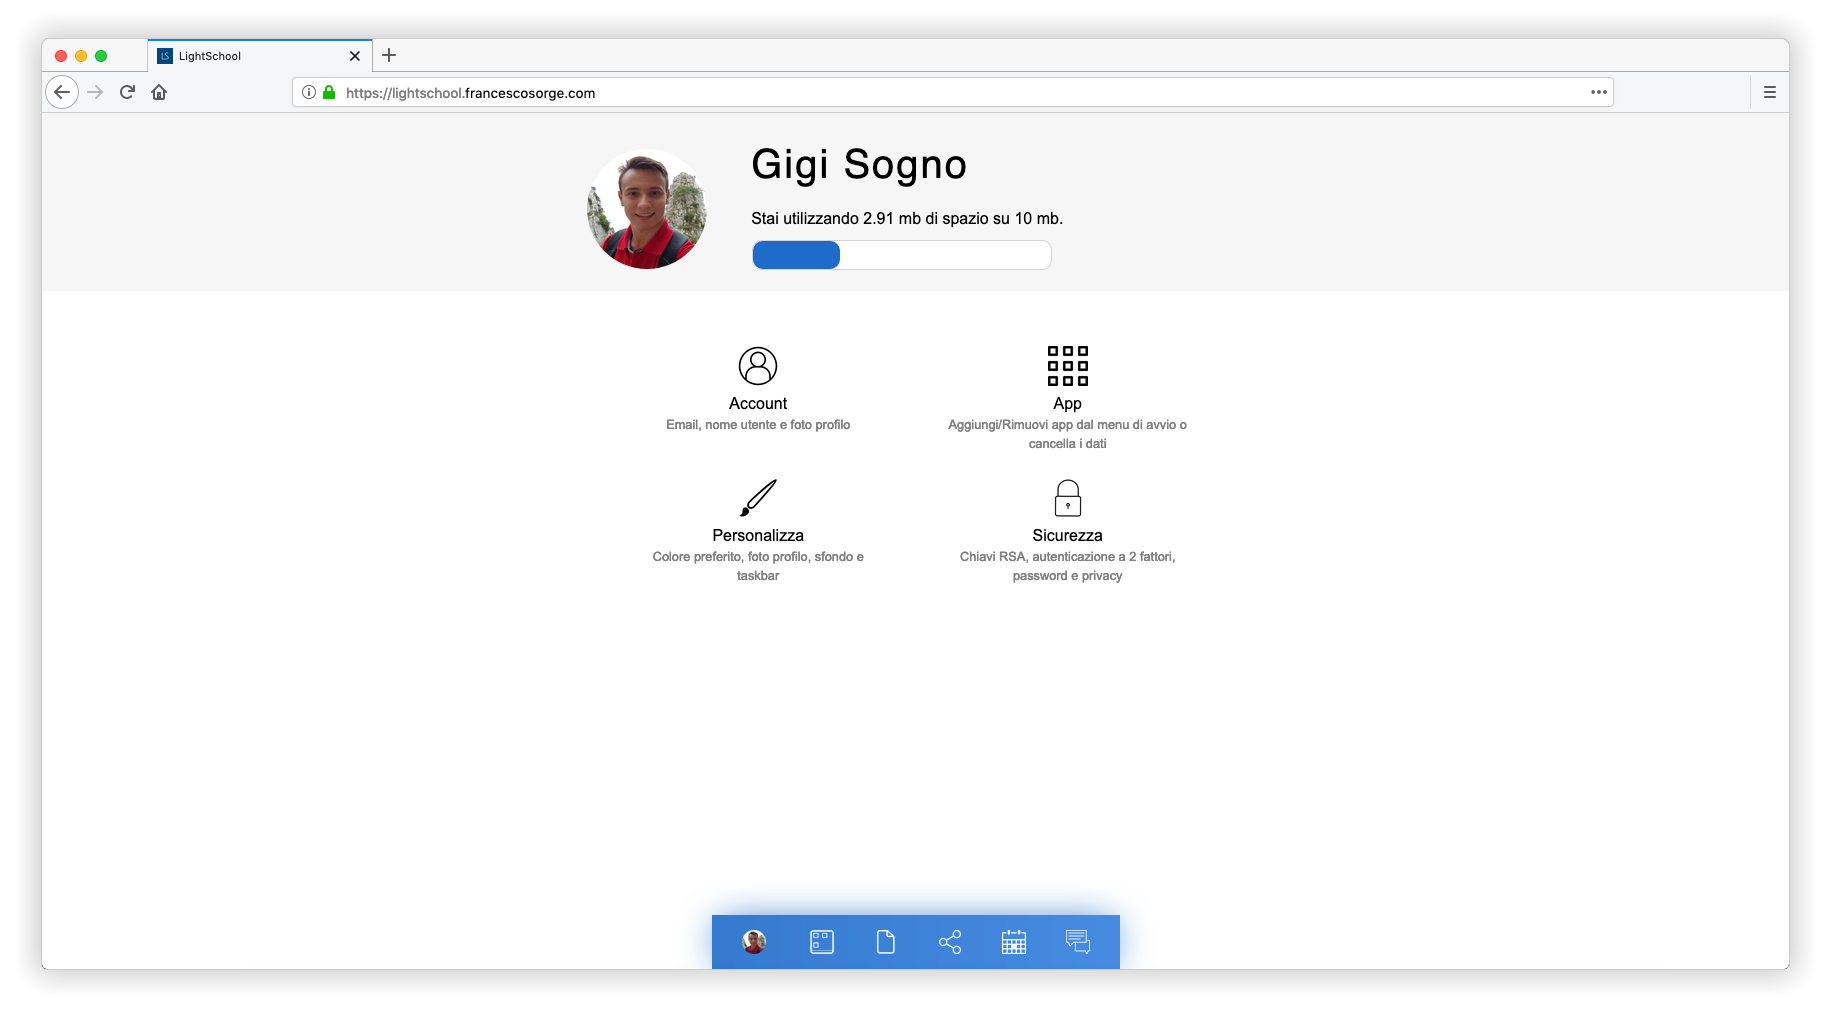 LS LightSchool
https://lightschool.francescosorge.com
Gigi Sogno
Stai utilizzando 2.91 mb di spazio su 10 mb.
Account
Email, nome utente e foto profilo
App
Aggiungi/Rimuovi app dal menu di avvio o
cancella i dati
Personalizza
Colore preferito, foto profilo, sfondo e
taskbar
Sicurezza
Chiavi RSA, autenticazione a 2 fattori,
password e privacy